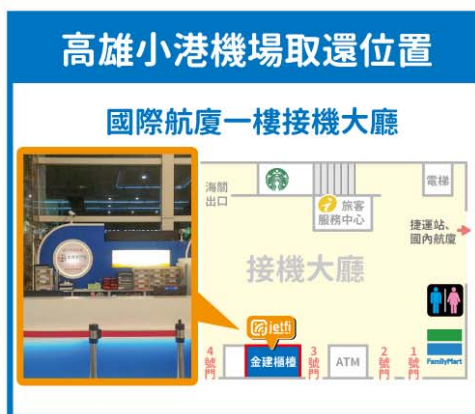 高雄小港機場取還位置
國際航廈一樓接機大廳
海關
出口
旅客
服務中心
電梯
捷運站、
國內航廈
接機大廳
jetfi
金建櫃檯
4號門
3號門
ATM
2號門
1號門
FamilyMart